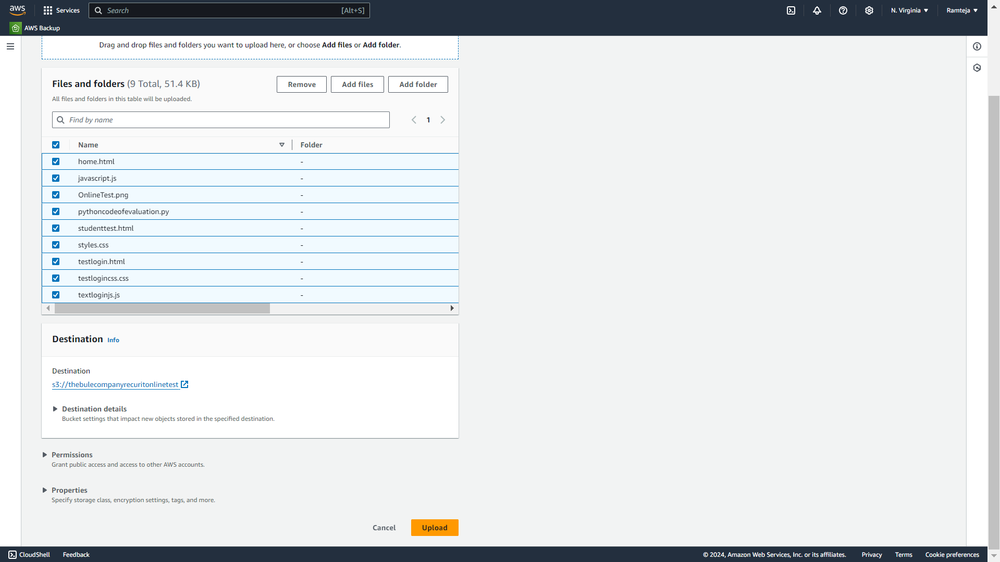 aws Services Search [Alt+S] N. Virginia Ramteja
AWS Backup
Drag and drop files and folders you want to upload here, or choose Add files or Add folder.
Files and folders (9 Total, 51.4 KB) Remove Add files Add folder
All files and folders in this table will be uploaded.
Find by name 1
Name Folder
home.html -
javascript.js -
OnlineTest.png -
pythoncodeofevaluation.py -
studenttest.html -
styles.css -
testlogin.html -
testlogincss.css -
textloginjs.js -
Destination Info
Destination
s3://thebulecompanyrecuritonlinetest
Destination details
Bucket settings that impact new objects stored in the specified destination.
Permissions
Grant public access and access to other AWS accounts.
Properties
Specify storage class, encryption settings, tags, and more.
Cancel Upload
CloudShell Feedback © 2024, Amazon Web Services, Inc. or its affiliates. Privacy Terms Cookie preferences